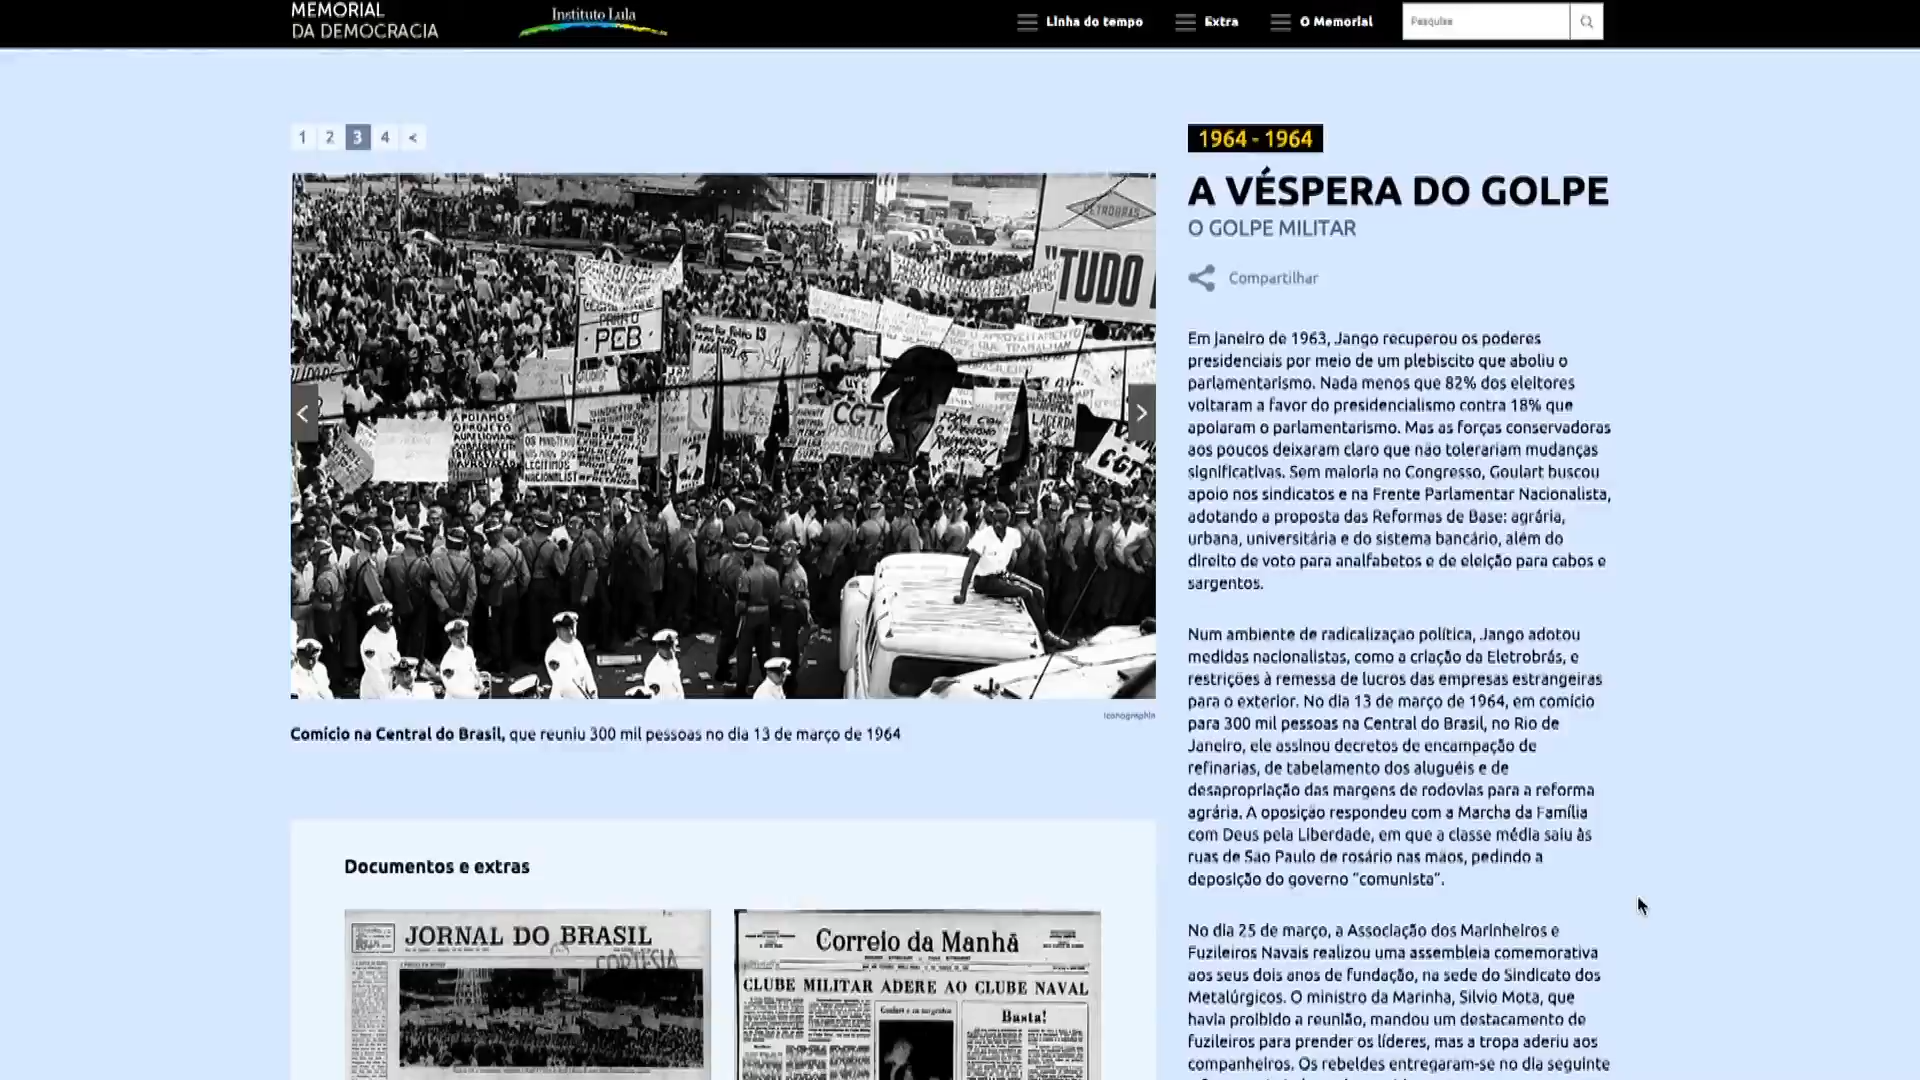 MEMORIAL
DA DEMOCRACIA
Instituto Lula
Linha do tempo
Extra
O Memorial
Pesquise
1 2 3 4 <
PETROBRAS
"TUDO
PCB
CGT
LACERDA
CGT
Iconographia
Comício na Central do Brasil, que reuniu 300 mil pessoas no dia 13 de março de 1964
Documentos e extras
JORNAL DO BRASIL
CORTESIA
Correio da Manhã
CLUBE MILITAR ADERE AO CLUBE NAVAL
Basta!
1964 - 1964
A VÉSPERA DO GOLPE
O GOLPE MILITAR
Compartilhar
Em janeiro de 1963, Jango recuperou os poderes
presidenciais por meio de um plebiscito que aboliu o
parlamentarismo. Nada menos que 82% dos eleitores
voltaram a favor do presidencialismo contra 18% que
apoiaram o parlamentarismo. Mas as forças conservadoras
aos poucos deixaram claro que não tolerariam mudanças
significativas. Sem maioria no Congresso, Goulart buscou
apoio nos sindicatos e na Frente Parlamentar Nacionalista,
adotando a proposta das Reformas de Base: agrária,
urbana, universitária e do sistema bancário, além do
direito de voto para analfabetos e de eleição para cabos e
sargentos.
Num ambiente de radicalização política, Jango adotou
medidas nacionalistas, como a criação da Eletrobrás, e
restrições à remessa de lucros das empresas estrangeiras
para o exterior. No dia 13 de março de 1964, em comício
para 300 mil pessoas na Central do Brasil, no Rio de
Janeiro, ele assinou decretos de encampação de
refinarias, de tabelamento dos aluguéis e de
desapropriação das margens de rodovias para a reforma
agrária. A oposição respondeu com a Marcha da Família
com Deus pela Liberdade, em que a classe média saiu às
ruas de São Paulo de rosário nas mãos, pedindo a
deposição do governo “comunista”.
No dia 25 de março, a Associação dos Marinheiros e
Fuzileiros Navais realizou uma assembleia comemorativa
aos seus dois anos de fundação, na sede do Sindicato dos
Metalúrgicos. O ministro da Marinha, Silvio Mota, que
havia proibido a reunião, mandou um destacamento de
fuzileiros para prender os líderes, mas a tropa aderiu aos
companheiros. Os rebeldes entregaram-se no dia seguinte